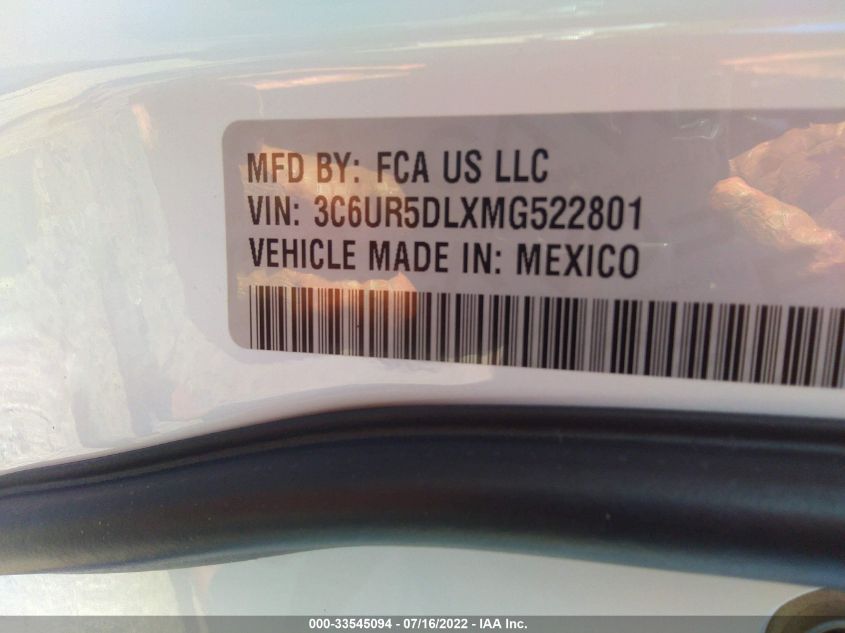 MFD BY: FCA US LLC
VIN: 3C6UR5DLXMG522801
VEHICLE MADE IN: MEXICO
000-33545094 - 07/16/2022 - IAA Inc.